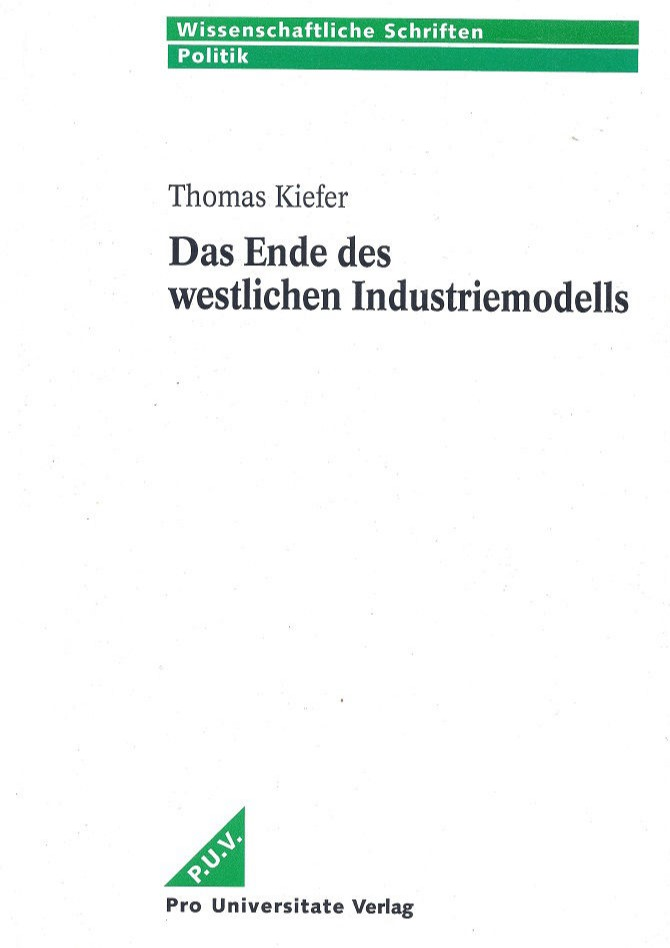 Wissenschaftliche Schriften
Politik
Thomas Kiefer
Das Ende des
westlichen Industriemodells
P.U.V.
Pro Universitate Verlag